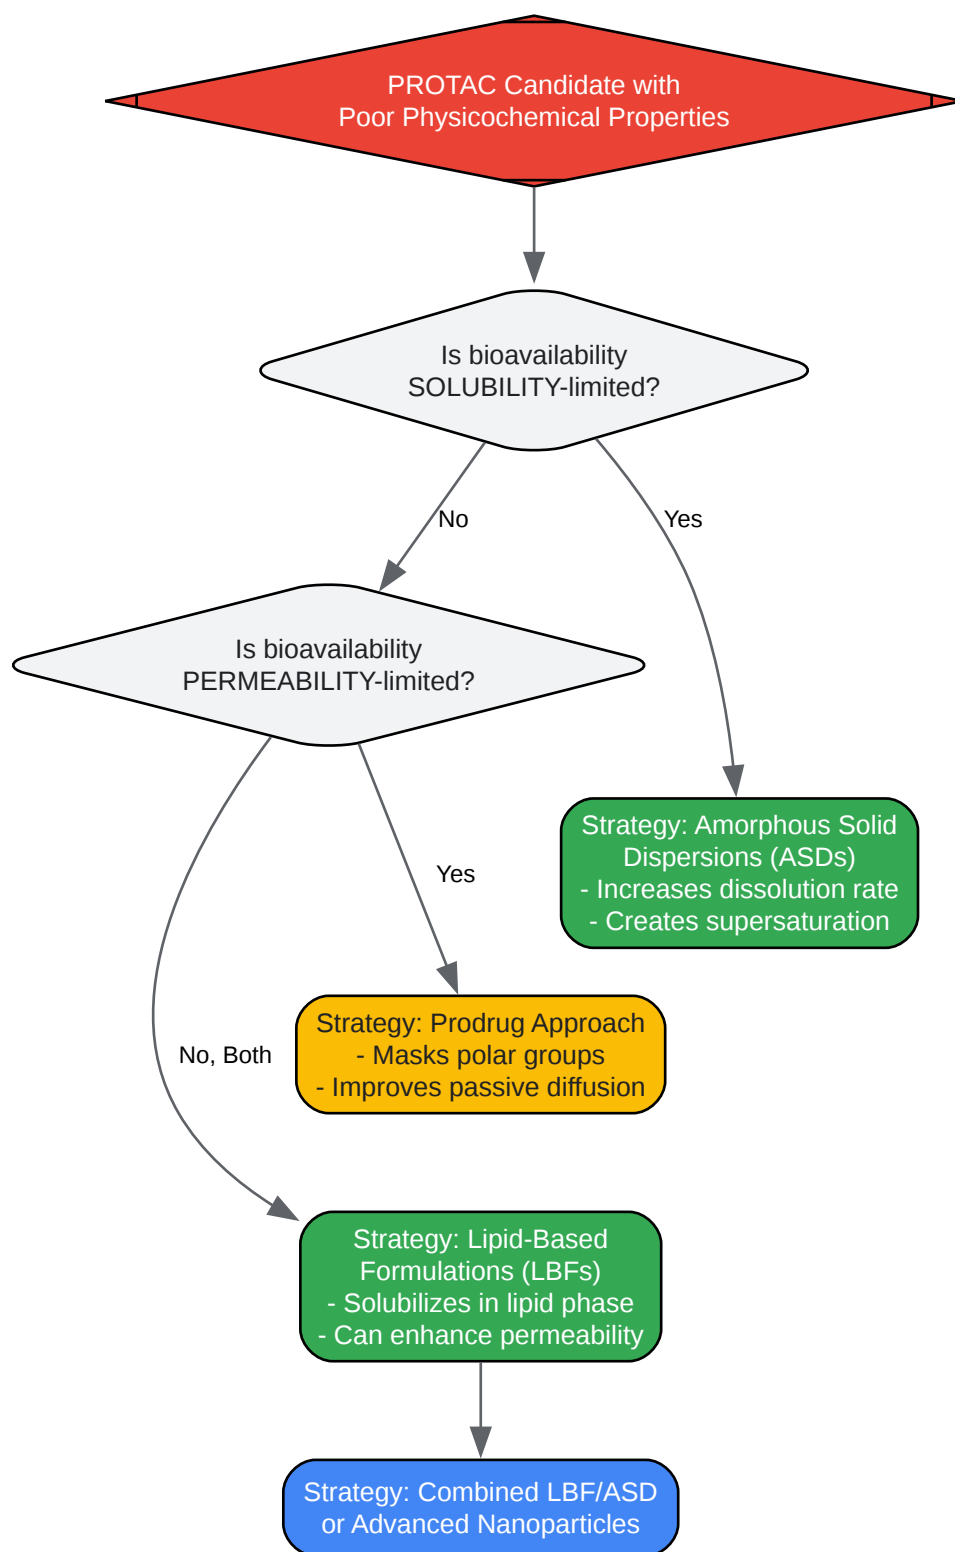 PROTAC Candidate with
Poor Physicochemical Properties
Is bioavailability
SOLUBILITY-limited?
No
Yes
Is bioavailability
PERMEABILITY-limited?
Strategy: Amorphous Solid
Dispersions (ASDs)
- Increases dissolution rate
- Creates supersaturation
Yes
Strategy: Prodrug Approach
- Masks polar groups
- Improves passive diffusion
No, Both
Strategy: Lipid-Based
Formulations (LBFs)
- Solubilizes in lipid phase
- Can enhance permeability
Strategy: Combined LBF/ASD
or Advanced Nanoparticles